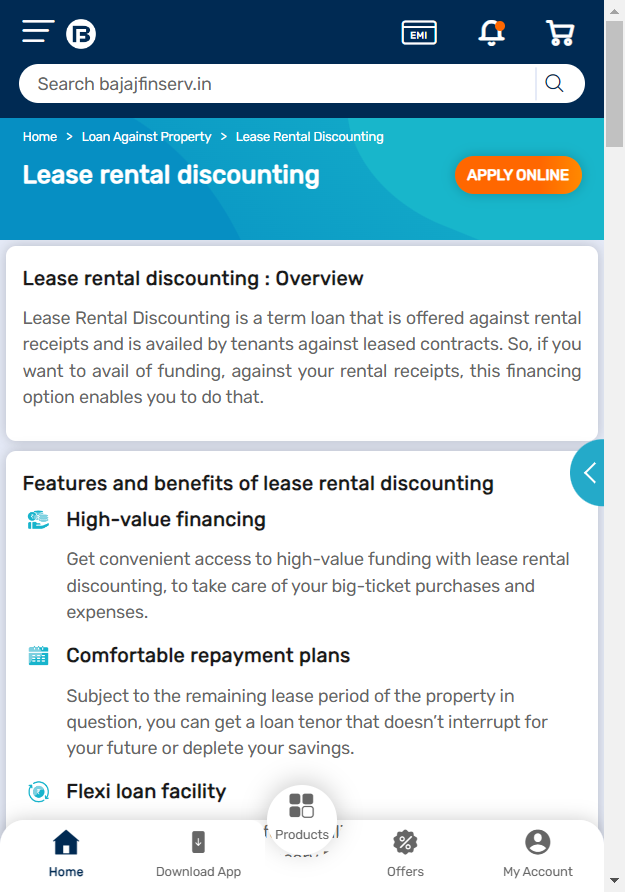 EMI
Search bajajfinserv.in
Home > Loan Against Property > Lease Rental Discounting
Lease rental discounting
APPLY ONLINE
Lease rental discounting : Overview
Lease Rental Discounting is a term loan that is offered against rental
receipts and is availed by tenants against leased contracts. So, if you
want to avail of funding, against your rental receipts, this financing
option enables you to do that.
Features and benefits of lease rental discounting
High-value financing
Get convenient access to high-value funding with lease rental
discounting, to take care of your big-ticket purchases and
expenses.
Comfortable repayment plans
Subject to the remaining lease period of the property in
question, you can get a loan tenor that doesn't interrupt for
your future or deplete your savings.
Flexi loan facility
Products
Home
Download App
Offers
My Account